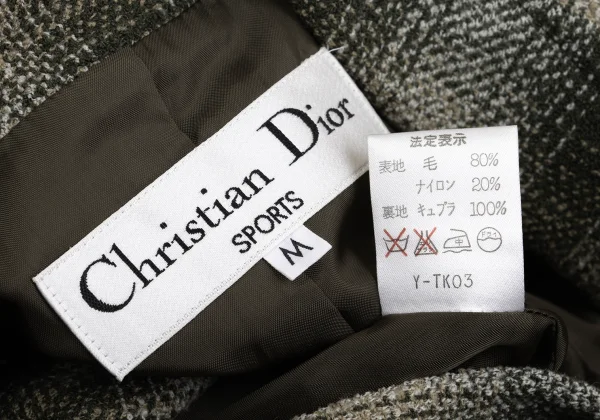 Christian Dior
SPORTS
M
法定表示
表地 毛 80%
ナイロン 20%
裏地 キュプラ 100%
中
Y-TK03